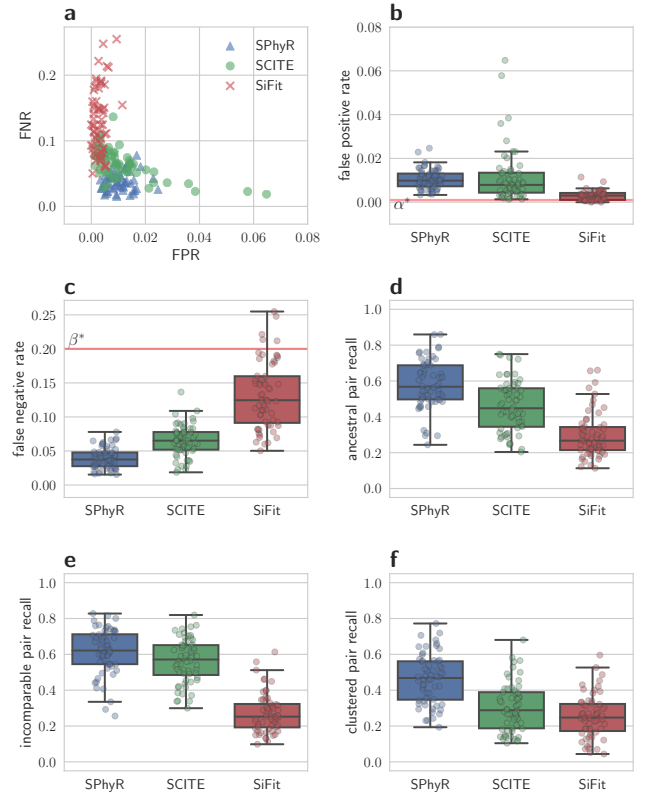 a
FNR
0.2
0.1
0.0
0.00 0.02 0.04 0.06 0.08
FPR
SPhyR
SCITE
SiFit
b
false positive rate
0.08
0.06
0.04
0.02
0.00
α*
SPhyR SCITE SiFit
c
false negative rate
0.25
0.20
0.15
0.10
0.05
0.00
β*
SPhyR SCITE SiFit
d
ancestral pair recall
1.0
0.8
0.6
0.4
0.2
0.0
SPhyR SCITE SiFit
e
incomparable pair recall
1.0
0.8
0.6
0.4
0.2
0.0
SPhyR SCITE SiFit
f
clustered pair recall
1.0
0.8
0.6
0.4
0.2
0.0
SPhyR SCITE SiFit